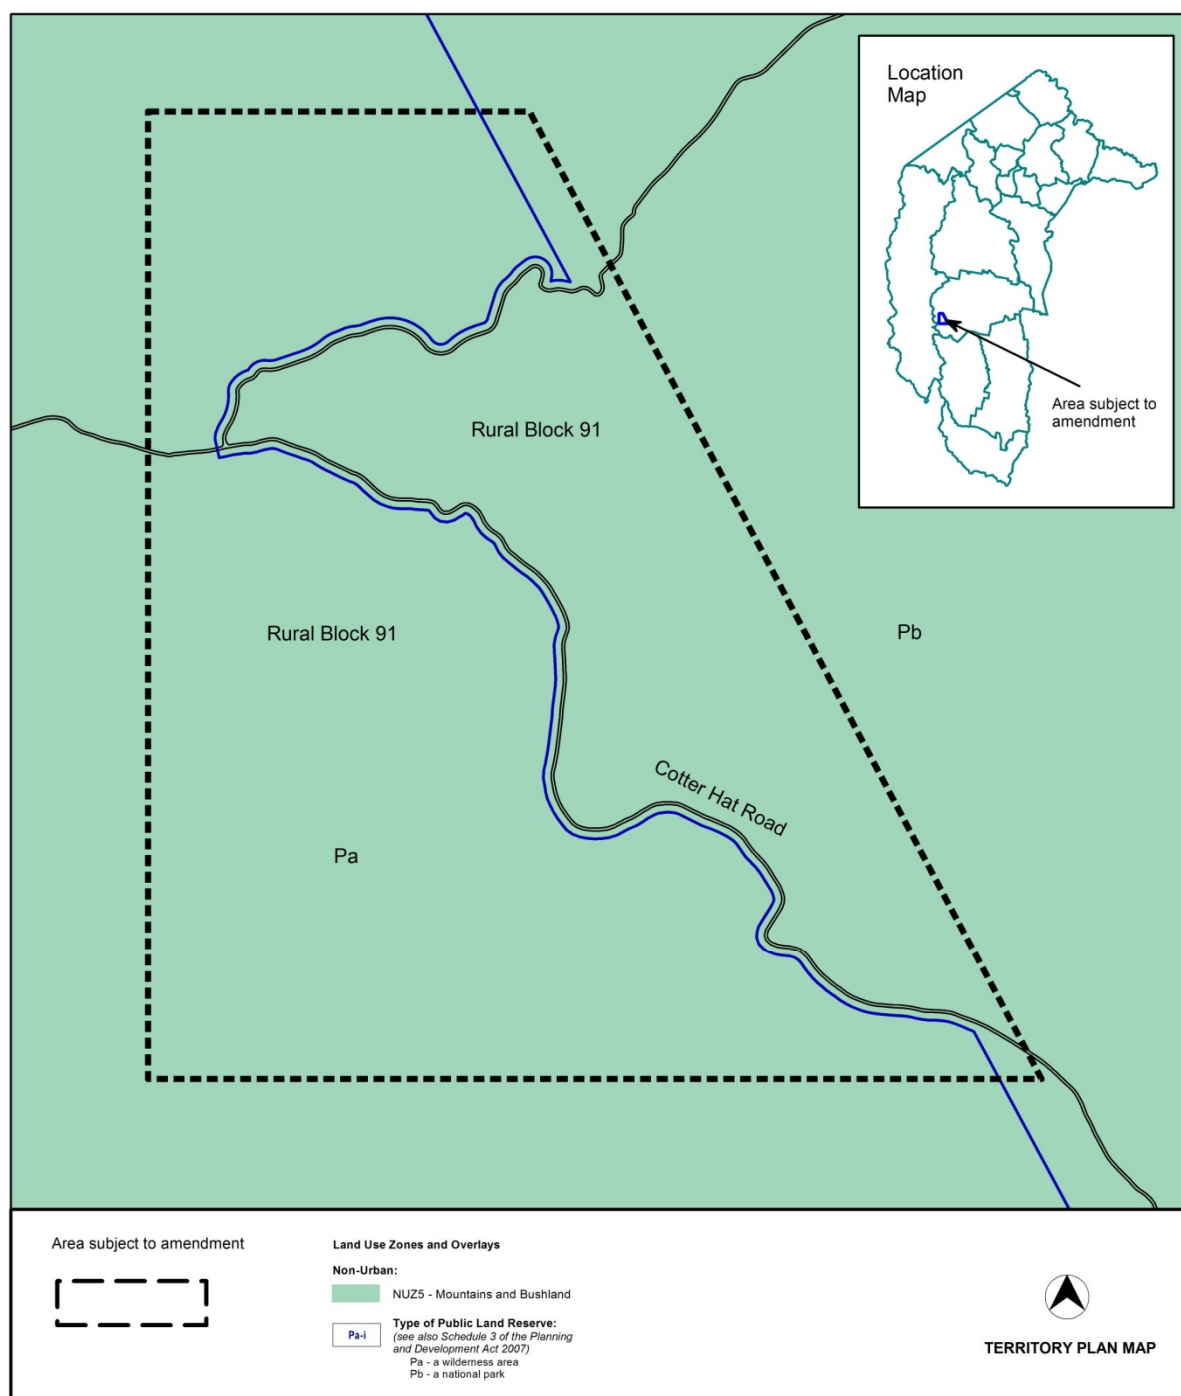 Location
Map
Area subject to
amendment
Rural Block 91
Rural Block 91
Pb
Cotter Hat Road
Pa
Area subject to amendment
Land Use Zones and Overlays
Non-Urban:
NUZ5 - Mountains and Bushland
Pa-i
Type of Public Land Reserve:
(see also Schedule 3 of the Planning
and Development Act 2007)
Pa - a wilderness area
Pb - a national park
TERRITORY PLAN MAP